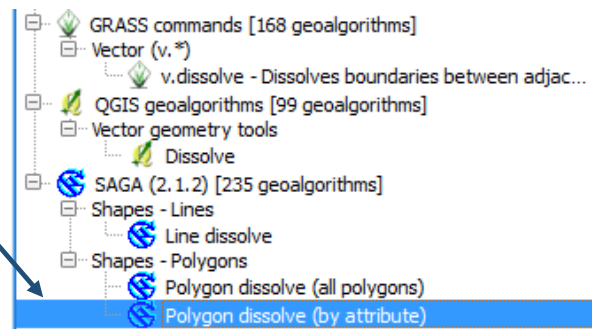 GRASS commands [168 geoalgorithms]
Vector (v.*)
v.dissolve - Dissolves boundaries between adjac...
QGIS geoalgorithms [99 geoalgorithms]
Vector geometry tools
Dissolve
SAGA (2.1.2) [235 geoalgorithms]
Shapes - Lines
Line dissolve
Shapes - Polygons
Polygon dissolve (all polygons)
Polygon dissolve (by attribute)